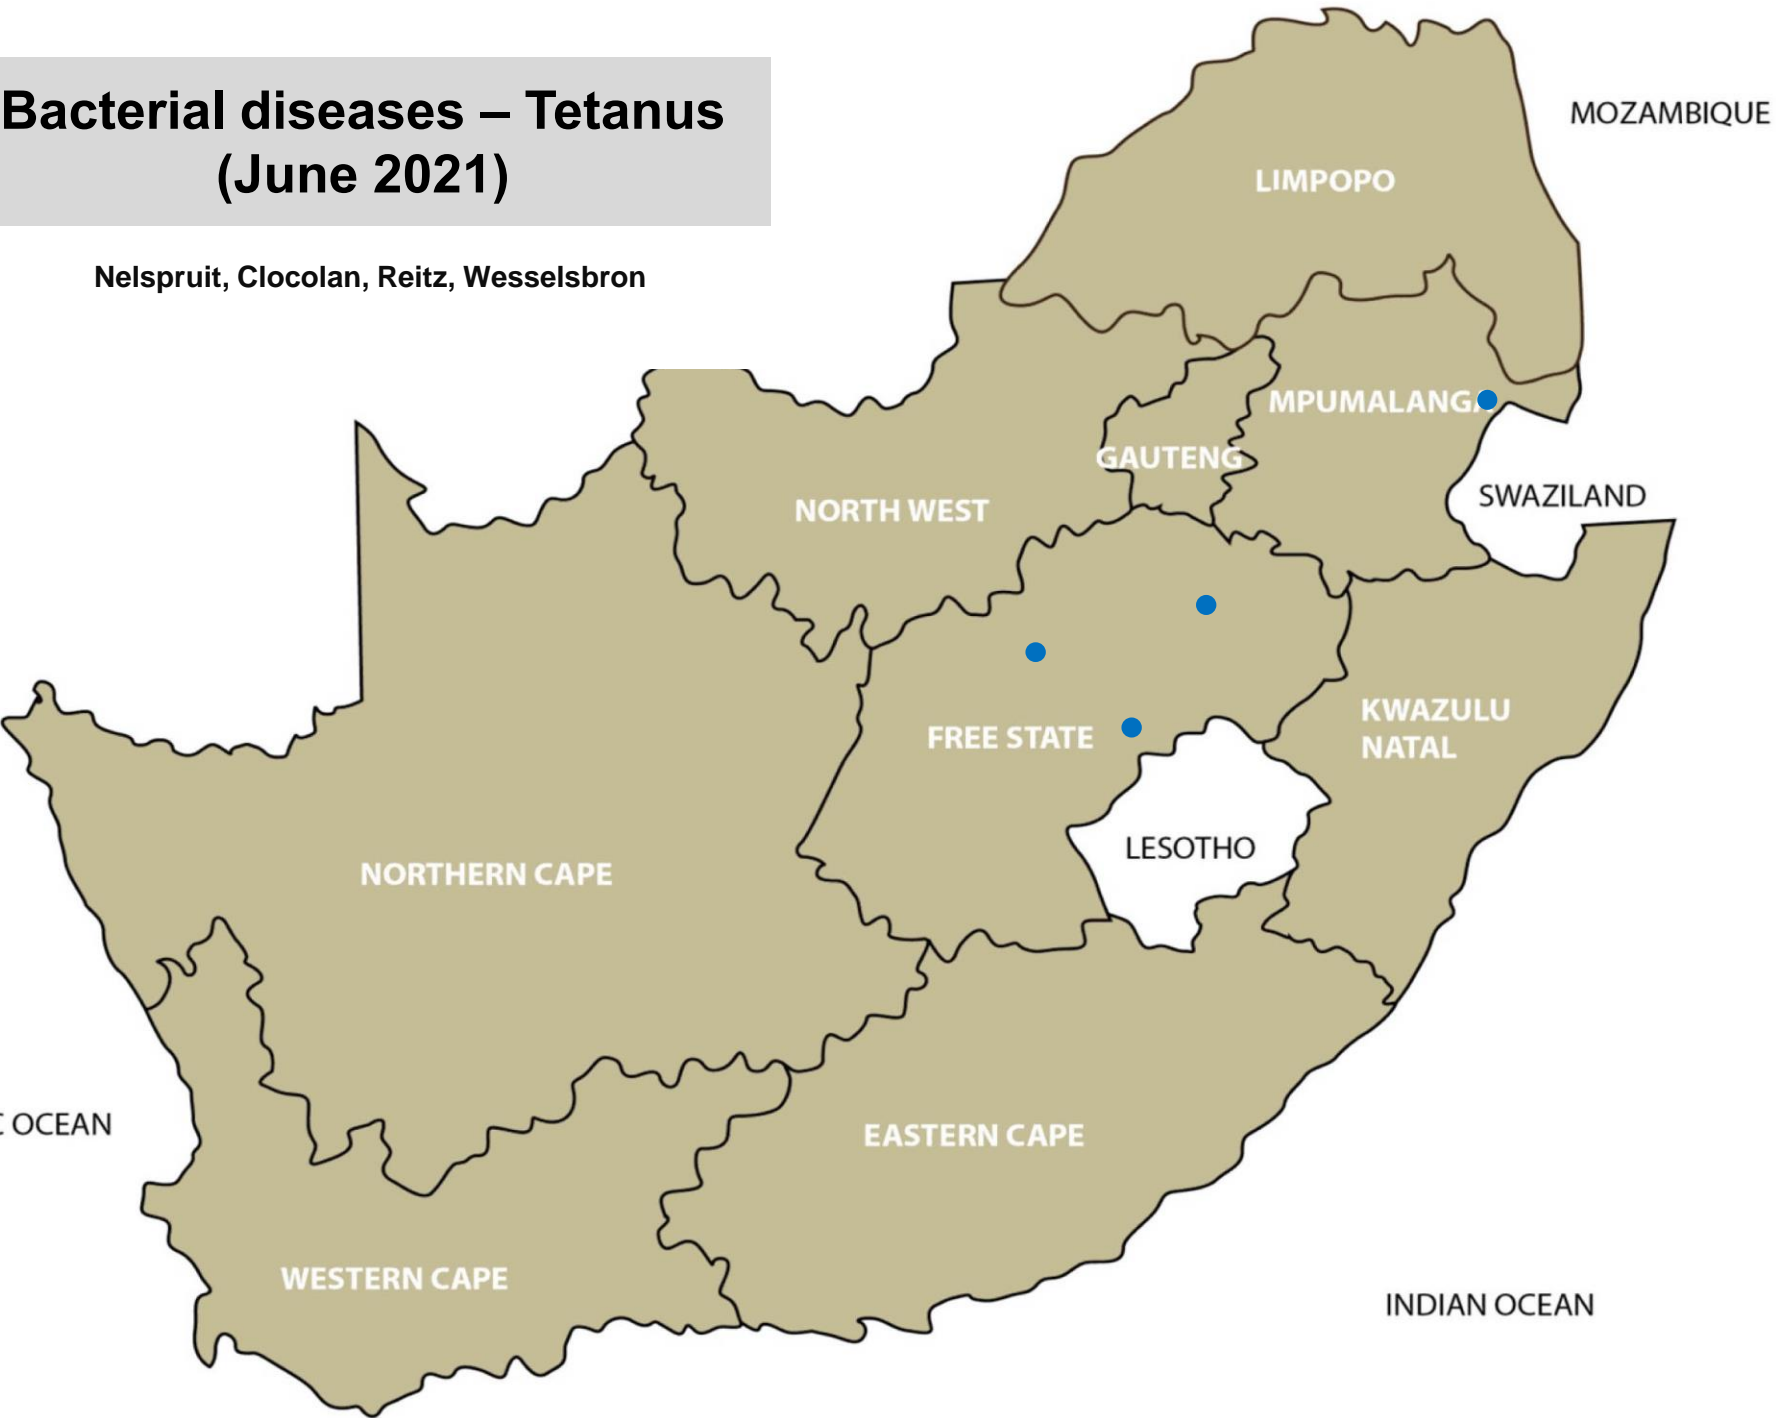 Bacterial diseases – Tetanus
(June 2021)
MOZAMBIQUE
LIMPOPO
Nelspruit, Clocolan, Reitz, Wesselsbron
MPUMALANGA
GAUTENG
SWAZILAND
NORTH WEST
KWAZULU
NATAL
FREE STATE
LESOTHO
NORTHERN CAPE
C OCEAN
EASTERN CAPE
WESTERN CAPE
INDIAN OCEAN